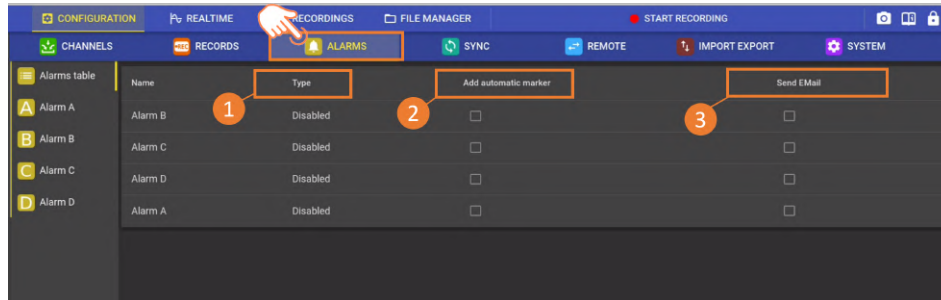 CONFIGURATION REALTIME RECORDINGS FILE MANAGER START RECORDING
CHANNELS RECORDS ALARMS SYNC REMOTE IMPORT EXPORT SYSTEM
Alarms table
A Alarm A
B Alarm B
C Alarm C
D Alarm D
Name Type Add automatic marker Send EMail
1 2 3
Alarm B Disabled
Alarm C Disabled
Alarm D Disabled
Alarm A Disabled